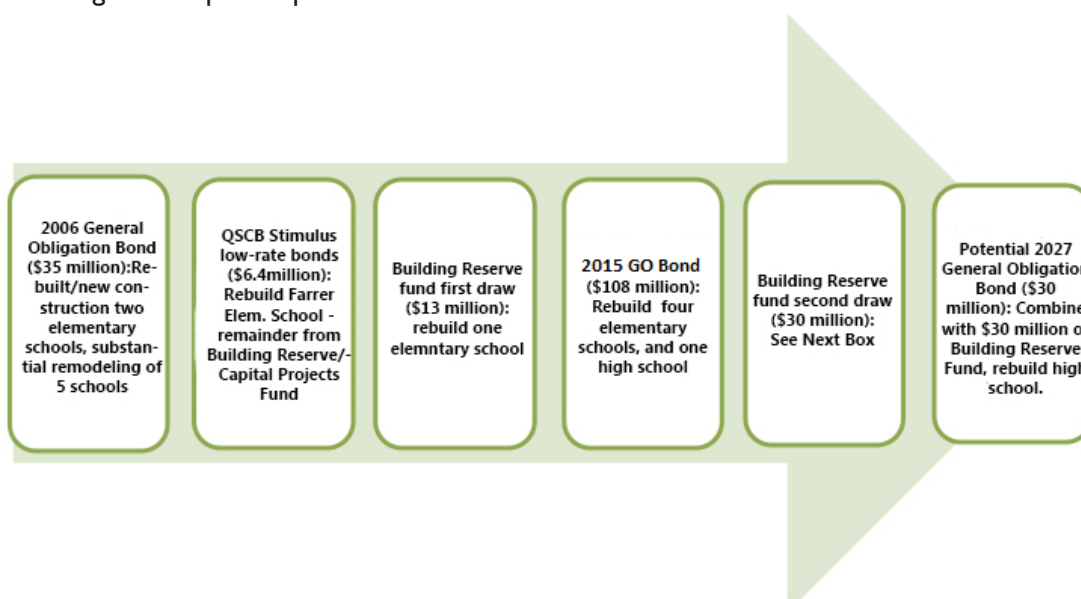 2006 General
Obligation Bond
($35 million):Re-
built/new con-
struction two
elementary
schools, substan-
tial remodeling of
5 schools
QSCB Stimulus
low-rate bonds
($6.4million):
Rebuild Farrer
Elem. School -
remainder from
Building Reserve/-
Capital Projects
Fund
Building Reserve
fund first draw
($13 million):
rebuild one
elemntary school
2015 GO Bond
($108 million):
Rebuild four
elementary
schools, and one
high school
Building Reserve
fund second draw
($30 million):
See Next Box
Potential 2027
General Obligation
Bond ($30
million): Combine
with $30 million
Building Reserve
Fund, rebuild high
school.